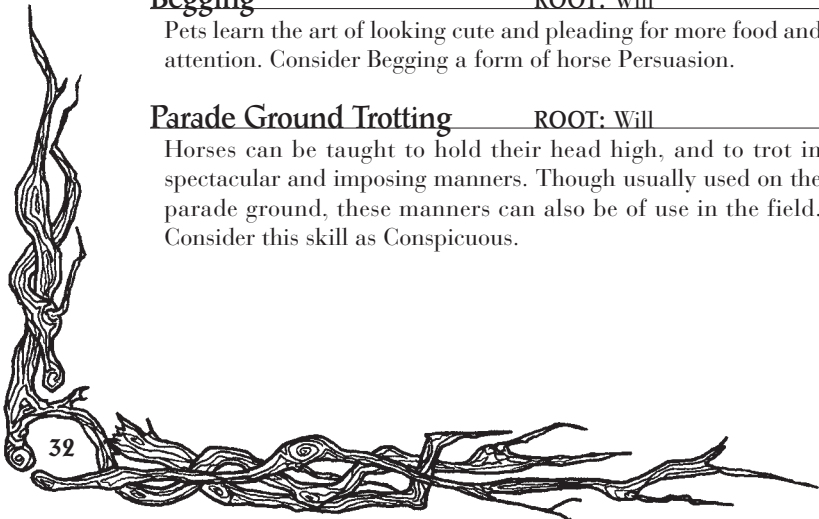 Begging ROOT: Will
Pets learn the art of looking cute and pleading for more food and
attention. Consider Begging a form of horse Persuasion.
Parade Ground Trotting ROOT: Will
Horses can be taught to hold their head high, and to trot in
spectacular and imposing manners. Though usually used on the
parade ground, these manners can also be of use in the field.
Consider this skill as Conspicuous.
32